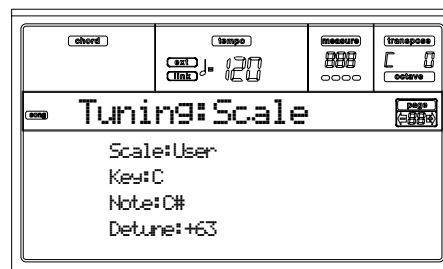 chord tempo measure transpose
ext link ♩= 120 888 C 0 octave
song Tuning:Scale page
Scale:User
Key:C
Note:C#
Detune:+63